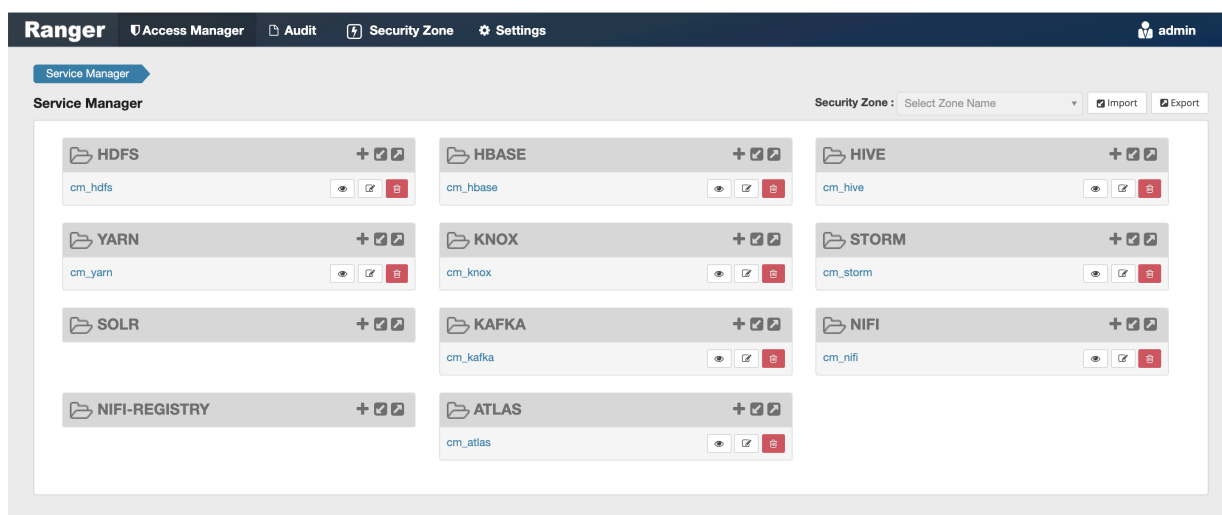 Ranger Access Manager Audit Security Zone Settings admin
Service Manager
Service Manager Security Zone : Select Zone Name Import Export
HDFS HBASE HIVE
cm_hdfs cm_hbase cm_hive
YARN KNOX STORM
cm_yarn cm_knox cm_storm
SOLR KAFKA NIFI
cm_kafka cm_nifi
NIFI-REGISTRY ATLAS
cm_atlas